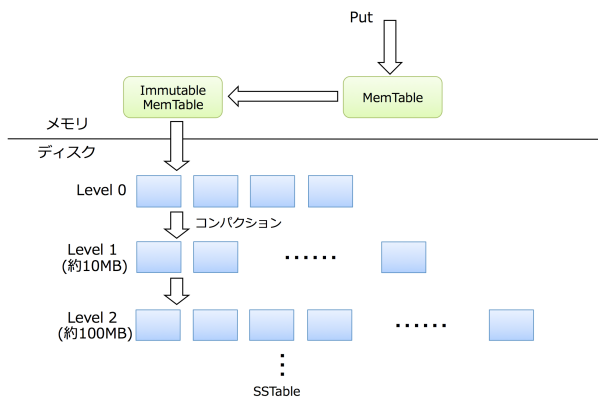 Put
Immutable
MemTable
MemTable
メモリ
ディスク
Level 0
コンパクション
Level 1
(約10MB)
......
Level 2
(約100MB)
......
SSTable